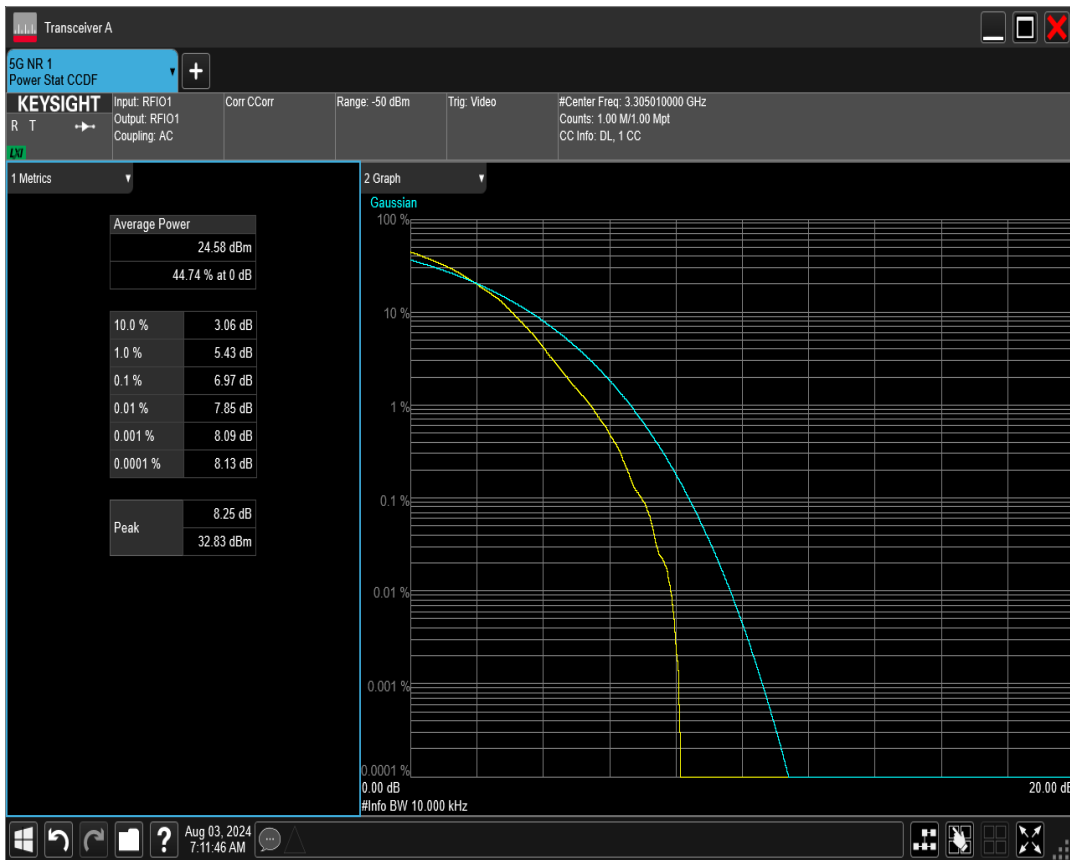 Transceiver A
5G NR 1
Power Stat CCDF
+
KEYSIGHT
R T
LXI
Input: RFIO1
Output: RFIO1
Coupling: AC
Corr CCorr
Range: -50 dBm
Trig: Video
#Center Freq: 3.305010000 GHz
Counts: 1.00 M/1.00 Mpt
CC Info: DL, 1 CC
1 Metrics
Average Power
24.58 dBm
44.74 % at 0 dB
10.0 % 3.06 dB
1.0 % 5.43 dB
0.1 % 6.97 dB
0.01 % 7.85 dB
0.001 % 8.09 dB
0.0001 % 8.13 dB
Peak
8.25 dB
32.83 dBm
2 Graph
Gaussian
100 %
10 %
1 %
0.1 %
0.01 %
0.001 %
0.0001 %
0.00 dB 20.00 dB
#Info BW 10.000 kHz
?
Aug 03, 2024
7:11:46 AM